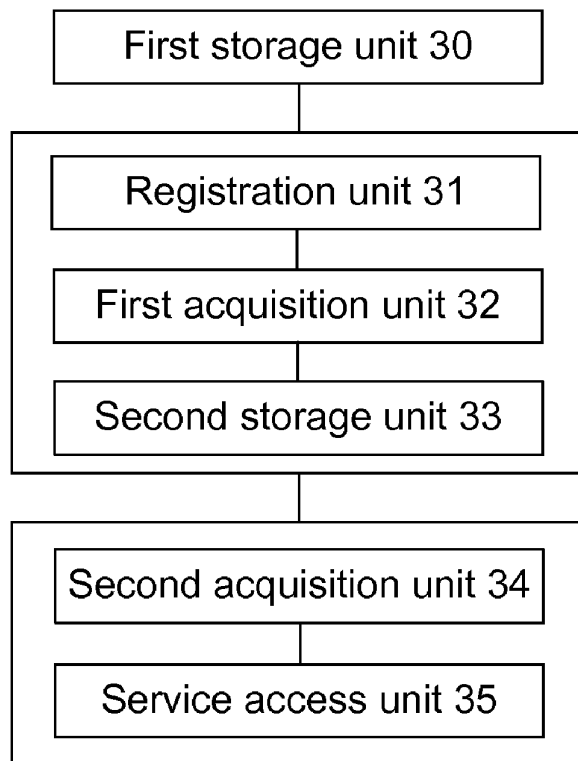 First storage unit 30
Registration unit 31
First acquisition unit 32
Second storage unit 33
Second acquisition unit 34
Service access unit 35